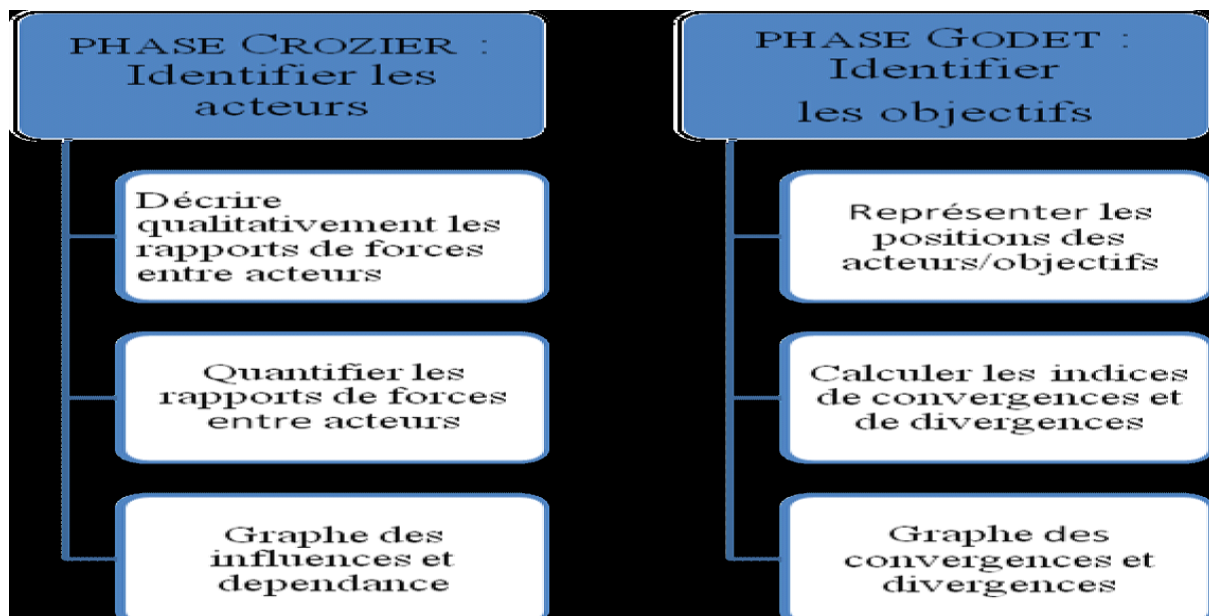 PHASE CROZIER :
Identifier les
acteurs
Décrire
qualitativement les
rapports de forces
entre acteurs
Quantifier les
rapports de forces
entre acteurs
Graphe des
influences et
dependance
PHASE GODET :
Identifier
les objectifs
Représenter les
positions des
acteurs/objectifs
Calculer les indices
de convergences et
de divergences
Graphe des
convergences et
divergences